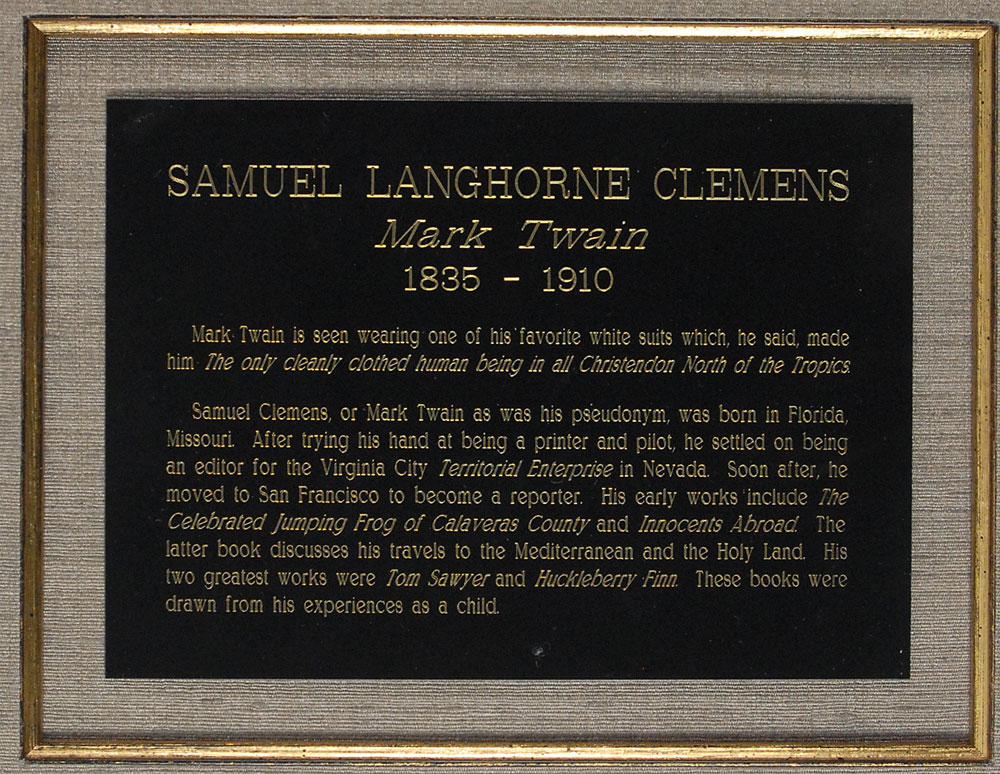 SAMUEL LANGHORNE CLEMENS
Mark Twain
1835 - 1910
Mark Twain is seen wearing one of his favorite white suits which, he said, made
him The only cleanly clothed human being in all Christendon North of the Tropics.
Samuel Clemens, or Mark Twain as was his pseudonym, was born in Florida,
Missouri. After trying his hand at being a printer and pilot, he settled on being
an editor for the Virginia City Territorial Enterprise in Nevada. Soon after, he
moved to San Francisco to become a reporter. His early works include The
Celebrated Jumping Frog of Calaveras County and Innocents Abroad. The
latter book discusses his travels to the Mediterranean and the Holy Land. His
two greatest works were Tom Sawyer and Huckleberry Finn. These books were
drawn from his experiences as a child.